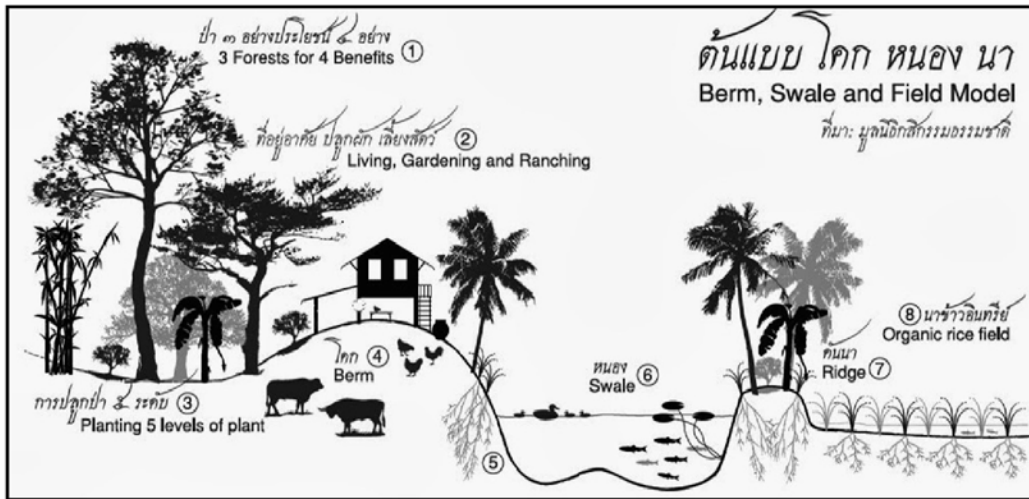 ป่า ๓ อย่างประโยชน์ ๔ อย่าง
3 Forests for 4 Benefits ①
ต้นแบบ โคก หนอง นา
Berm, Swale and Field Model
ที่มา: มูลนิธิกสิกรรมธรรมชาติ
ที่อยู่อาศัย ปลูกผัก เลี้ยงสัตว์ ②
Living, Gardening and Ranching
⑧ นาข้าวอินทรีย์
Organic rice field
โคก ④
Berm
หนอง ⑥
Swale
คันนา
Ridge ⑦
การปลูกป่า ๕ ระดับ ③
Planting 5 levels of plant
⑤